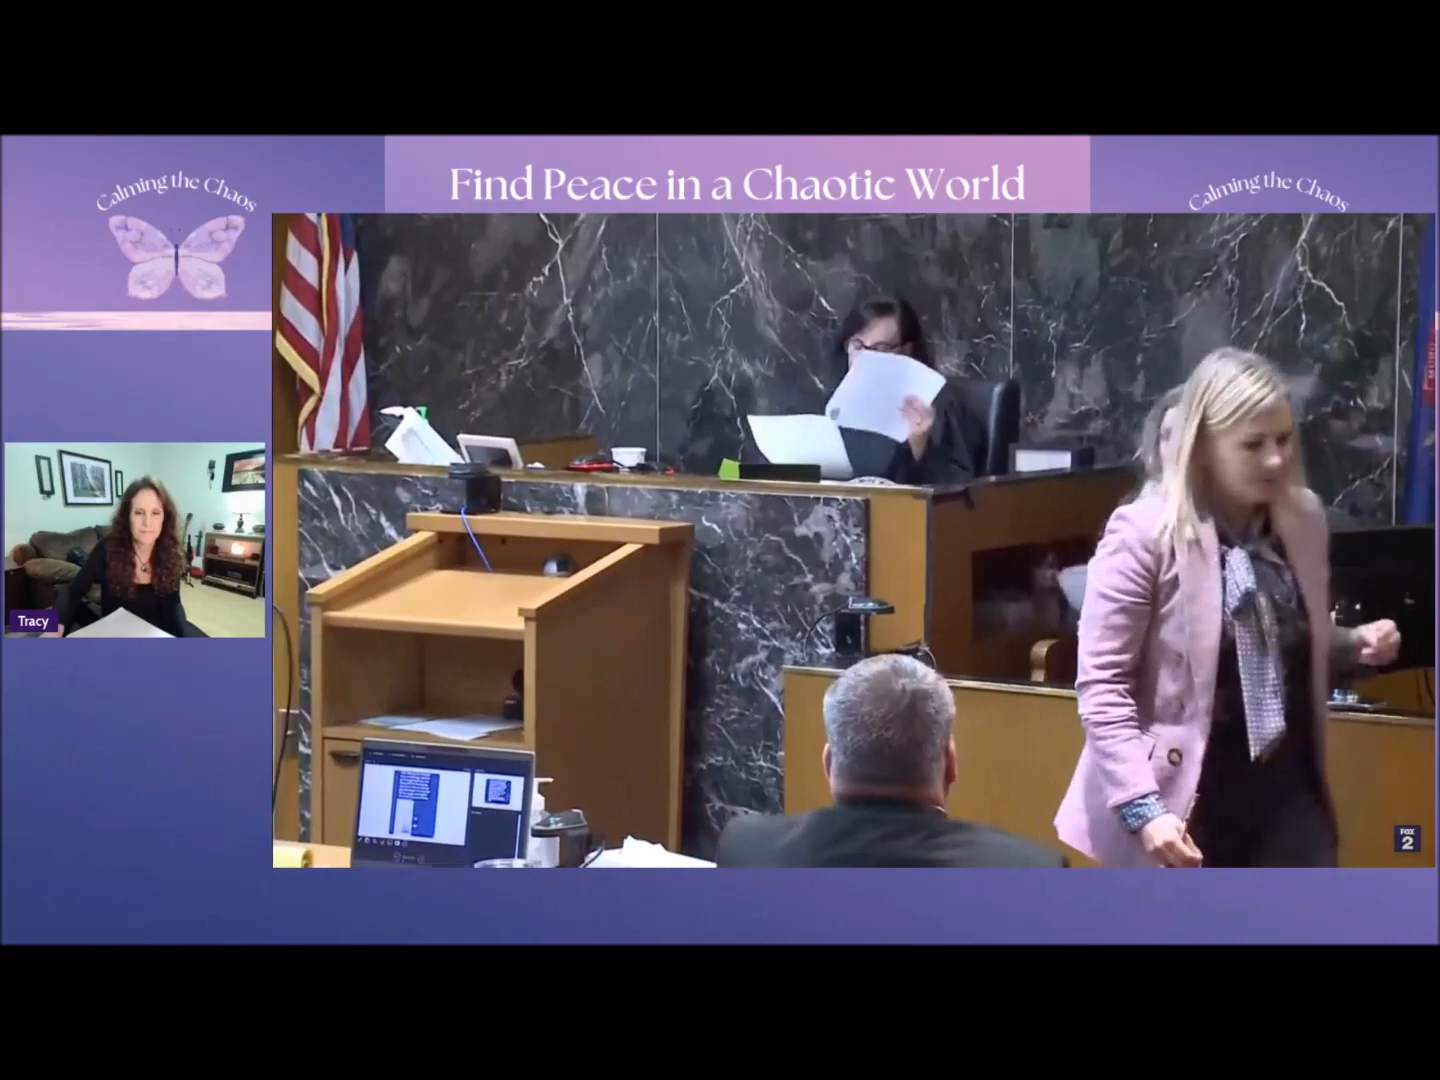 Calming the Chaos
Find Peace in a Chaotic World
Calming the Chaos
Tracy
FOX
2